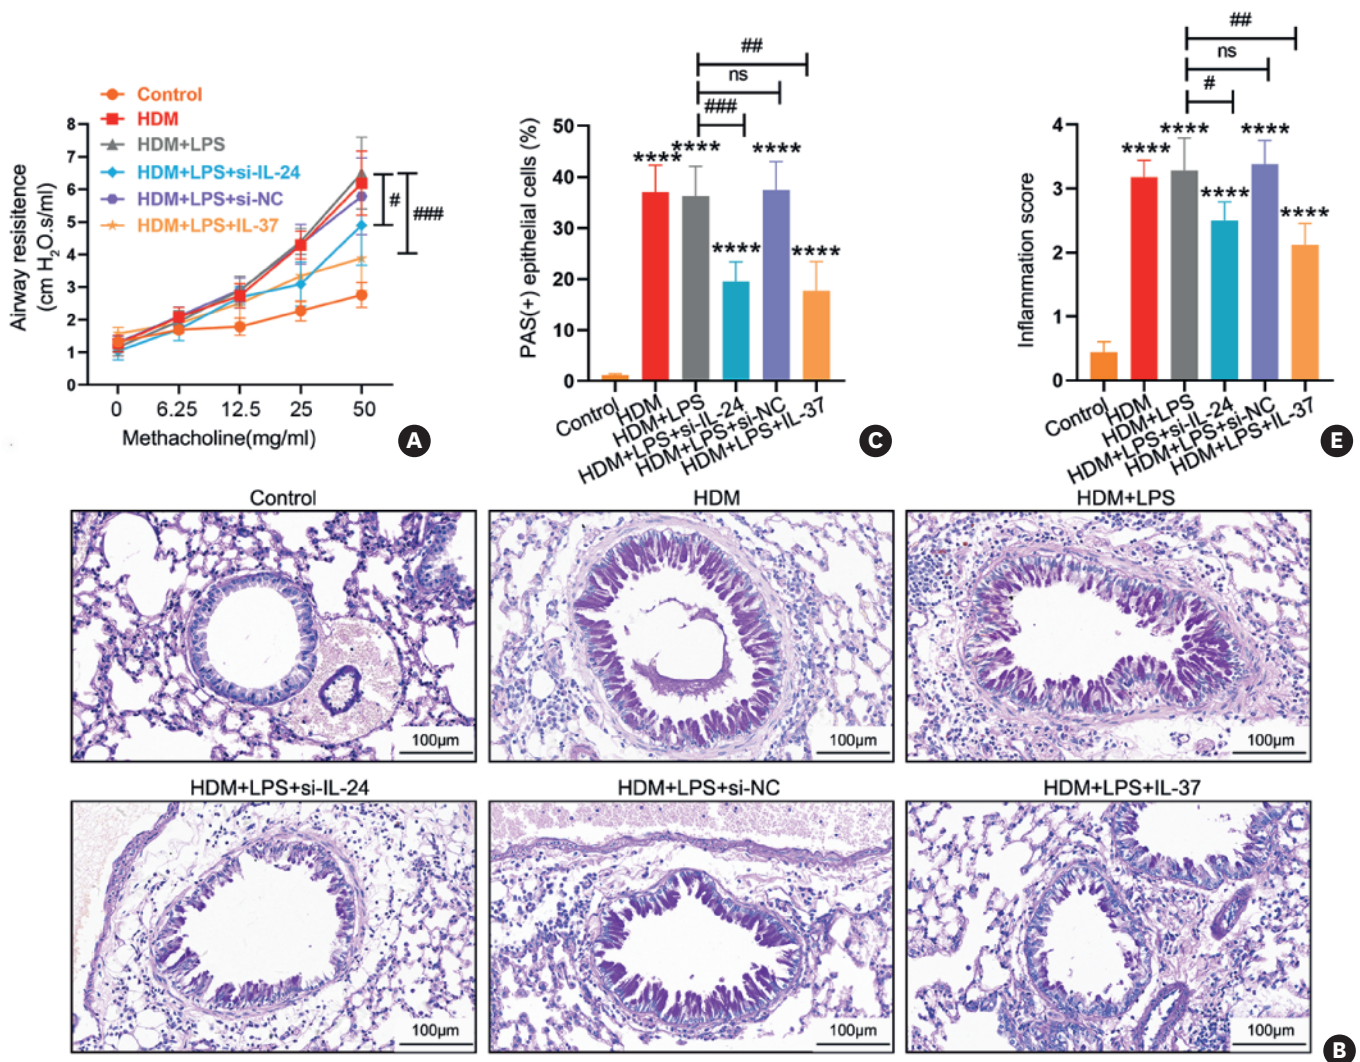 Control
HDM
HDM+LPS
HDM+LPS+si-IL-24
HDM+LPS+si-NC
HDM+LPS+IL-37
Airway resisitence
(cm H₂O.s/ml)
8
7
6
5
4
3
2
1
0
#
###
0 6.25 12.5 25 50
Methacholine(mg/ml)
A
##
ns
###
PAS(+) epithelial cells (%)
50
40
30
20
10
0
****
****
****
****
****
Control
HDM
HDM+LPS
HDM+LPS+si-IL-24
HDM+LPS+si-NC
HDM+LPS+IL-37
C
##
ns
#
Inflammation score
4
3
2
1
0
****
****
****
****
****
Control
HDM
HDM+LPS
HDM+LPS+si-IL-24
HDM+LPS+si-NC
HDM+LPS+IL-37
E
Control
HDM
HDM+LPS
100μm
100μm
100μm
HDM+LPS+si-IL-24
HDM+LPS+si-NC
HDM+LPS+IL-37
100μm
100μm
100μm
B